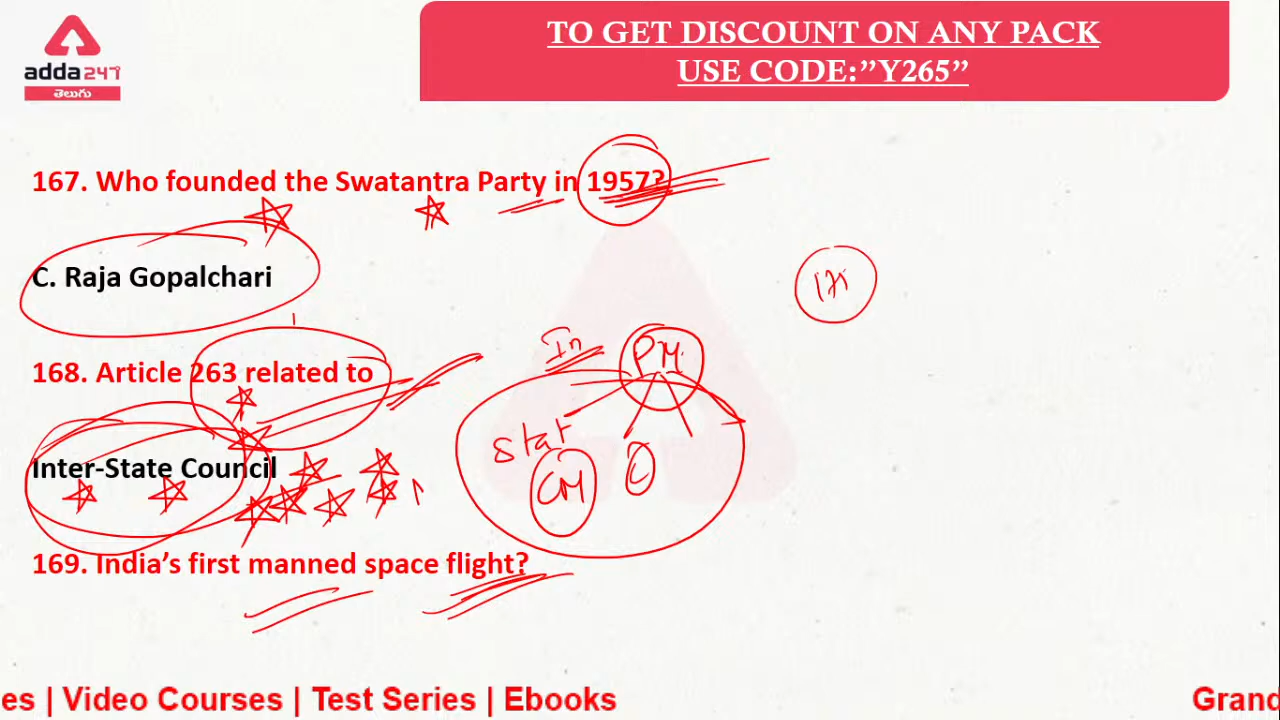 adda247
తెలుగు
TO GET DISCOUNT ON ANY PACK
USE CODE:”Y265”
167. Who founded the Swatantra Party in 1957?
C. Raja Gopalchari
168. Article 263 related to
In
PM
Stat
CM
Inter-State Council
169. India’s first manned space flight?
es | Video Courses | Test Series | Ebooks
Grand